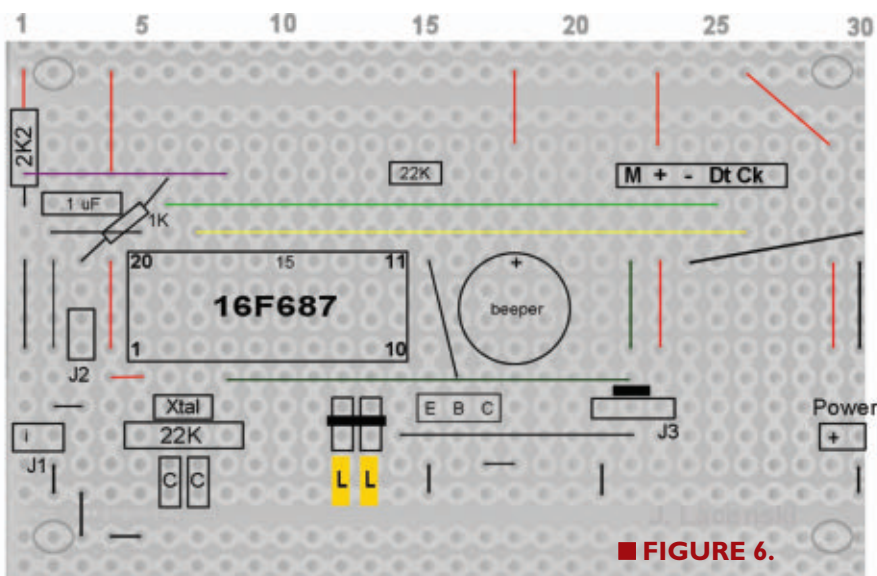 1 5 10 15 20 25 30
2K2
22K
M + - Dt Ck
.1 uF
1K
20 15 11
+
16F687
beeper
1 10
J2
Xtal
E B C
Power
22K
J3
+
J1
C C
L L
FIGURE 6.